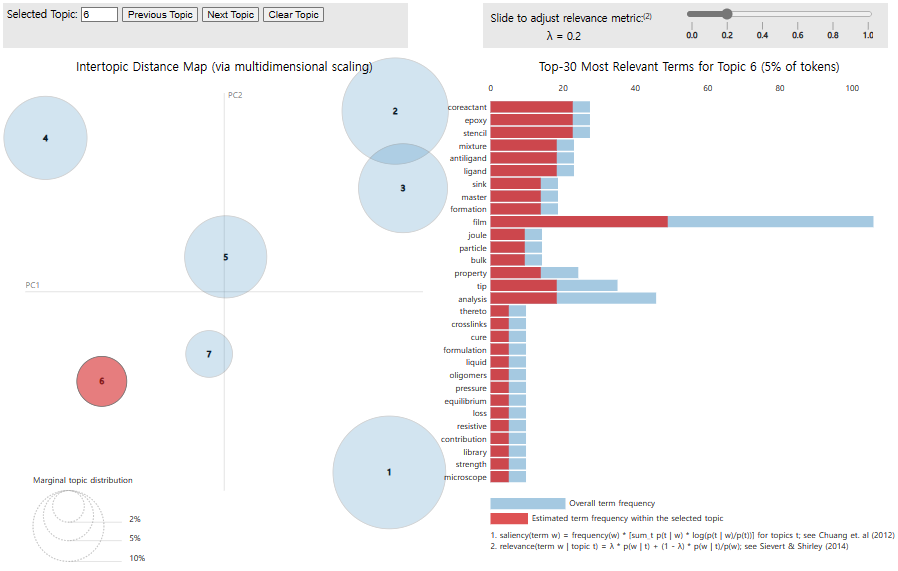 Selected Topic: 6 Previous Topic Next Topic Clear Topic
Slide to adjust relevance metric:(2)
λ = 0.2
0.0 0.2 0.4 0.6 0.8 1.0
Intertopic Distance Map (via multidimensional scaling)
PC2
PC1
2
4
3
5
7
6
1
Marginal topic distribution
2%
5%
10%
Top-30 Most Relevant Terms for Topic 6 (5% of tokens)
0 20 40 60 80 100
coreactant
epoxy
stencil
mixture
antiligand
ligand
sink
master
formation
film
joule
particle
bulk
property
tip
analysis
thereto
crosslinks
cure
formulation
liquid
oligomers
pressure
equilibrium
loss
resistive
contribution
library
strength
microscope
Overall term frequency
Estimated term frequency within the selected topic
1. saliency(term w) = frequency(w) * [sum_t p(t | w) * log(p(t | w)/p(t))] for topics t; see Chuang et. al (2012)
2. relevance(term w | topic t) = λ * p(w | t) + (1 - λ) * p(w | t)/p(w); see Sievert & Shirley (2014)